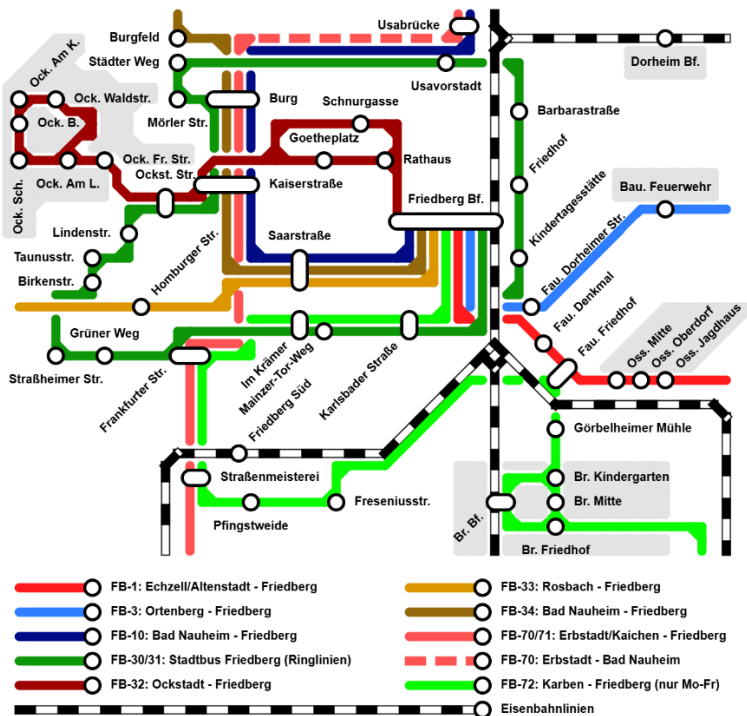 Usabrücke
Burgfeld
Städter Weg
Dorheim Bf.
Ock. Am K.
Ock. Waldstr.
Burg
Usavorstadt
Schnurgasse
Mörler Str.
Barbarastraße
Ock. B.
Goetheplatz
Friedhof
Ock. Fr. Str.
Rathaus
Ock. Am L.
Ockst. Str.
Kaiserstraße
Bau. Feuerwehr
Ock. Sch.
Friedberg Bf.
Kindertagesstätte
Lindenstr.
Homburger Str.
Saarstraße
Fau. Dorheimer Str.
Taunusstr.
Birkenstr.
Fau. Denkmal
Fau. Friedhof
Grüner Weg
Oss. Mitte
Oss. Oberdorf
Oss. Jagdhaus
Straßheimer Str.
Frankfurter Str.
Im Krämer
Mainzer-Tor-Weg
Friedberg Süd
Karlsbader Straße
Görbelheimer Mühle
Straßenmeisterei
Br. Kindergarten
Br. Mitte
Pfingstweide
Freseniusstr.
Br. Bf.
Br. Friedhof
FB-1: Echzell/Altenstadt - Friedberg
FB-3: Ortenberg - Friedberg
FB-10: Bad Nauheim - Friedberg
FB-30/31: Stadtbus Friedberg (Ringlinien)
FB-32: Ockstadt - Friedberg
FB-33: Rosbach - Friedberg
FB-34: Bad Nauheim - Friedberg
FB-70/71: Erbstadt/Kaichen - Friedberg
FB-70: Erbstadt - Bad Nauheim
FB-72: Karben - Friedberg (nur Mo-Fr)
Eisenbahnlinien